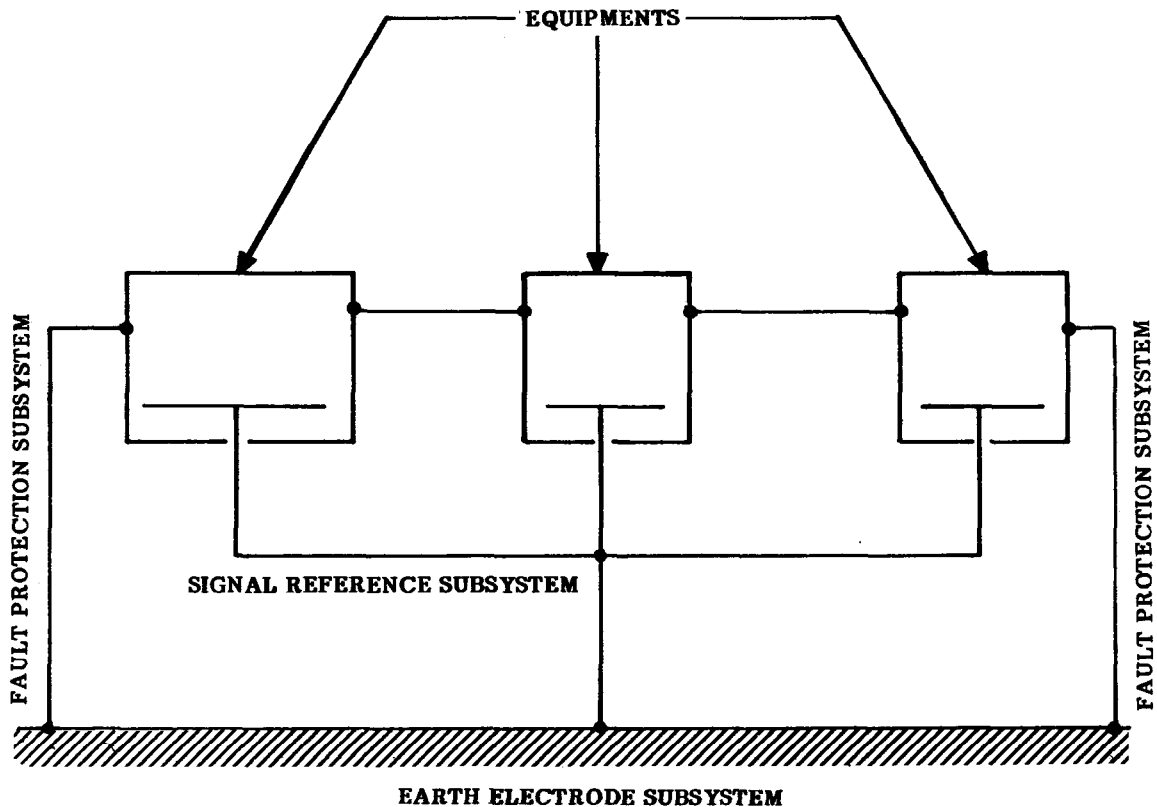 EQUIPMENTS
FAULT PROTECTION SUBSYSTEM
FAULT PROTECTION SUBSYSTEM
SIGNAL REFERENCE SUBSYSTEM
EARTH ELECTRODE SUBSYSTEM